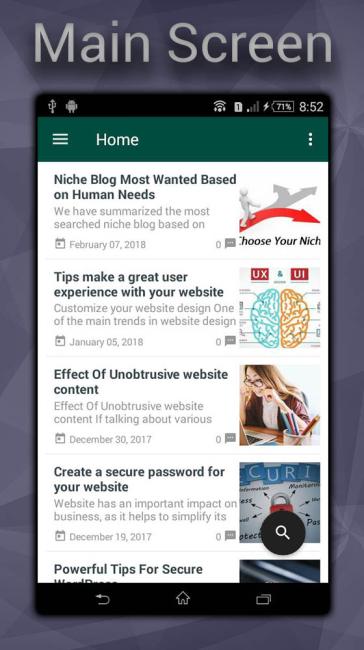 Main Screen
71% 8:52
Home
Niche Blog Most Wanted Based
on Human Needs
We have summarized the most
searched niche blog based on
February 07, 2018 0
Choose Your Nich
Tips make a great user
experience with your website
Customize your website design One
of the main trends in website design
January 05, 2018 0
UX & UI
Effect Of Unobtrusive website
content
Effect Of Unobtrusive website
content If talking about various
December 30, 2017 0
Create a secure password for
your website
Website has an important impact on
business, as it helps to simplify its
December 19, 2017 0
CURI
Information
Monitoring
Powerful Tips For Secure
WordPress